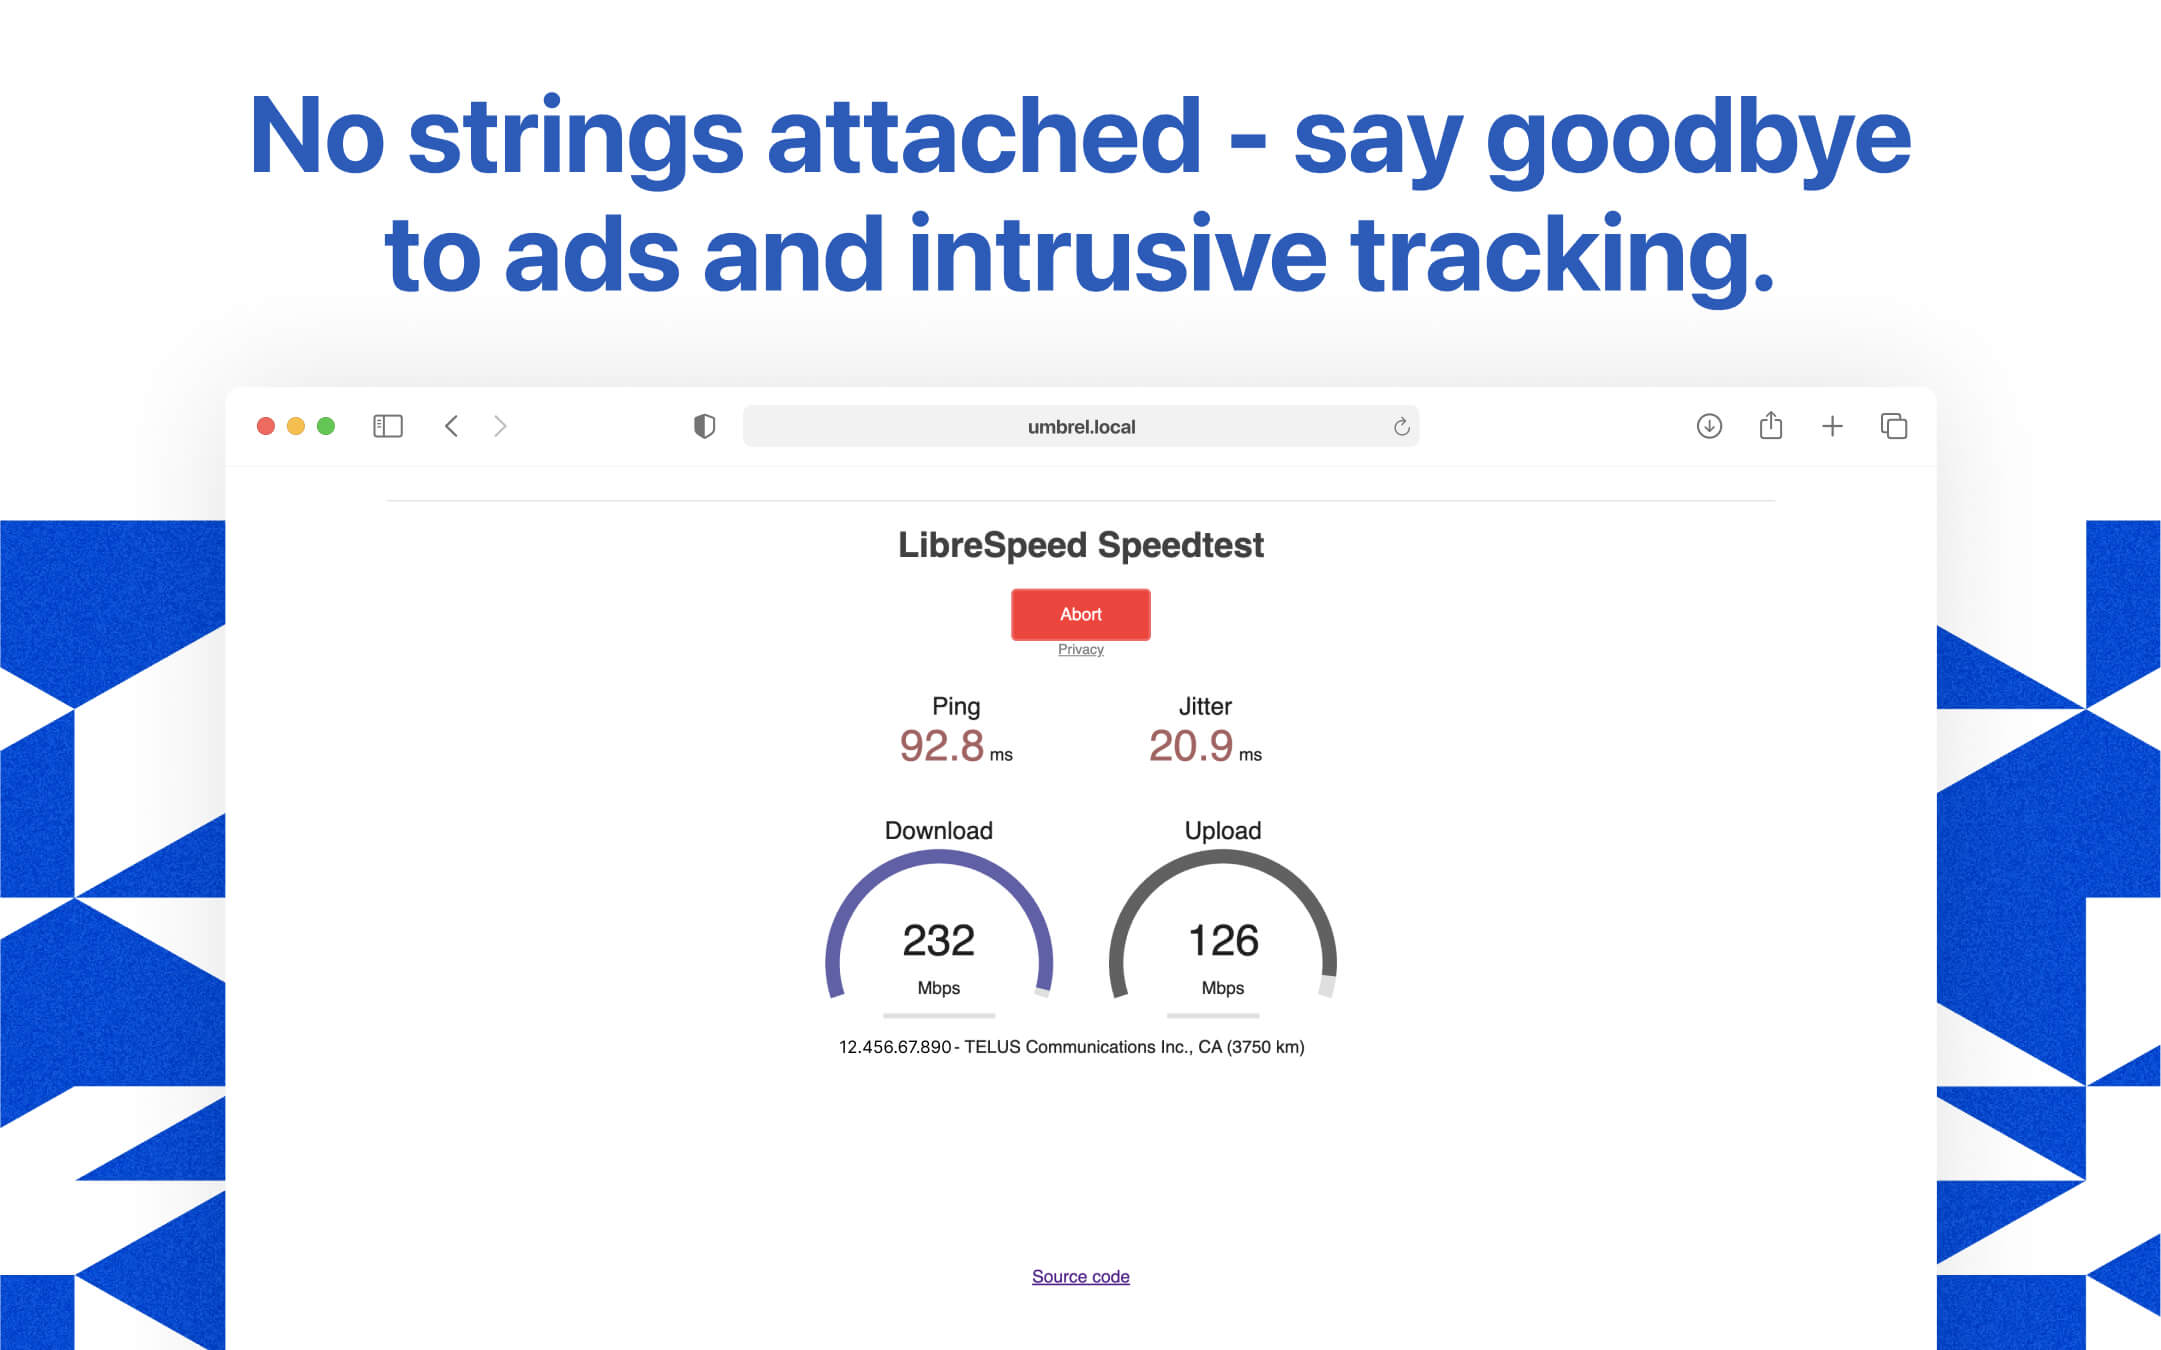 No strings attached - say goodbye
to ads and intrusive tracking.
umbrel.local
LibreSpeed Speedtest
Abort
Privacy
Ping Jitter
92.8 ms 20.9 ms
Download Upload
232 126
Mbps Mbps
12.456.67.890 - TELUS Communications Inc., CA (3750 km)
Source code